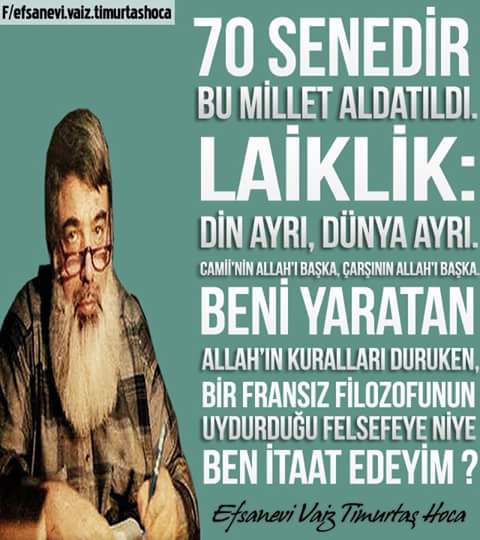 F/efsanevi.vaiz.timurtashoca
70 SENEDİR
BU MİLLET ALDATILDI.
LAİKLİK:
DİN AYRI, DÜNYA AYRI.
CAMİİ'NİN ALLAH'I BAŞKA, ÇARŞININ ALLAH'I BAŞKA.
BENİ YARATAN
ALLAH'IN KURALLARI DURUKEN,
BİR FRANSIZ FİLOZOFUNUN
UYDURDUĞU FELSEFEYE NİYE
BEN İTAAT EDEYİM ?
Efsanevi Vaiz Timurtaş Hoca